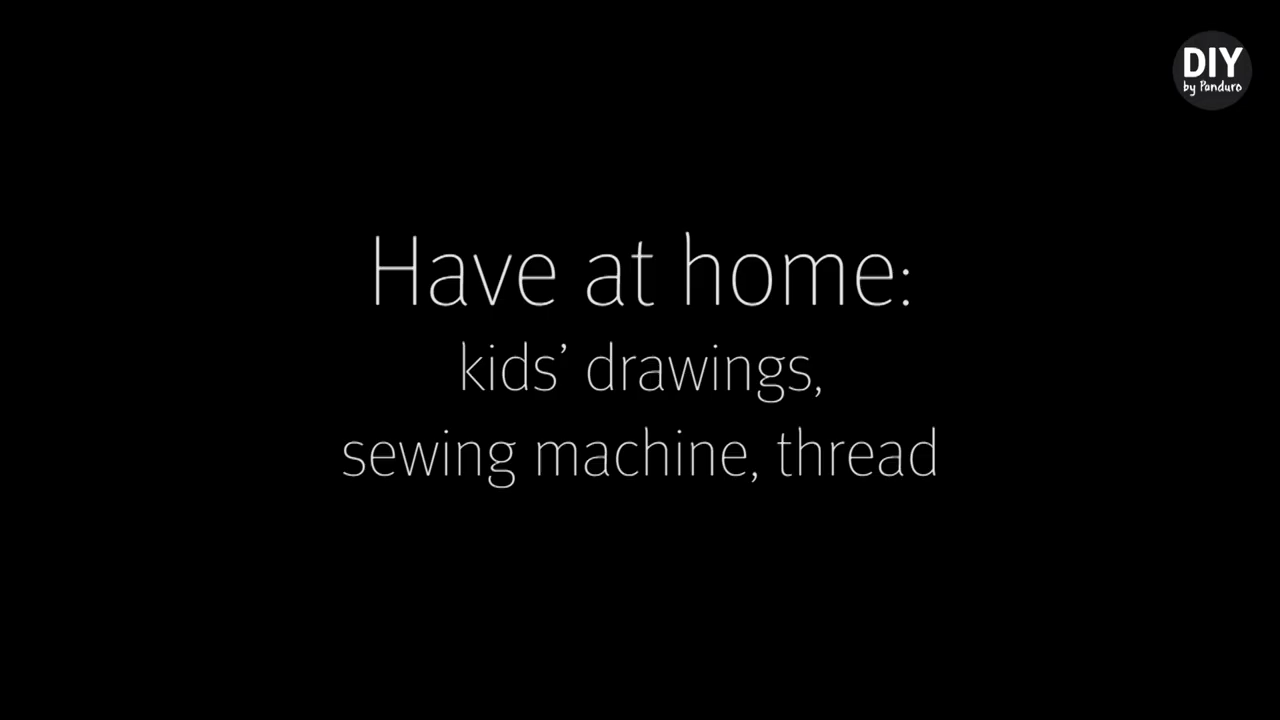 DIY
by Panduro
Have at home:
kids’ drawings,
sewing machine, thread